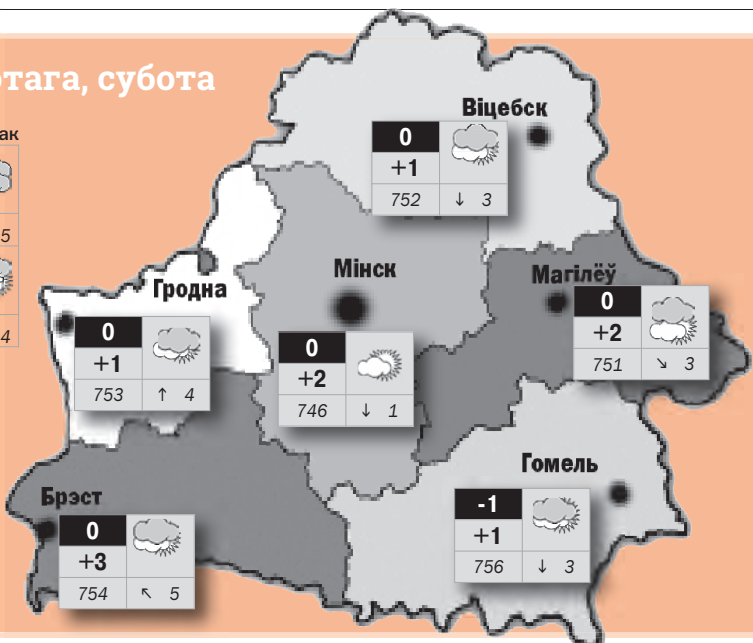 отага, субота
ак
5
4
Віцебск
0
+1
752 ↓ 3
Мінск
0
+2
746 ↓ 1
Магілёў
0
+2
751 ↘ 3
Гродна
0
+1
753 ↑ 4
Гомель
-1
+1
756 ↓ 3
Брэст
0
+3
754 ↖ 5